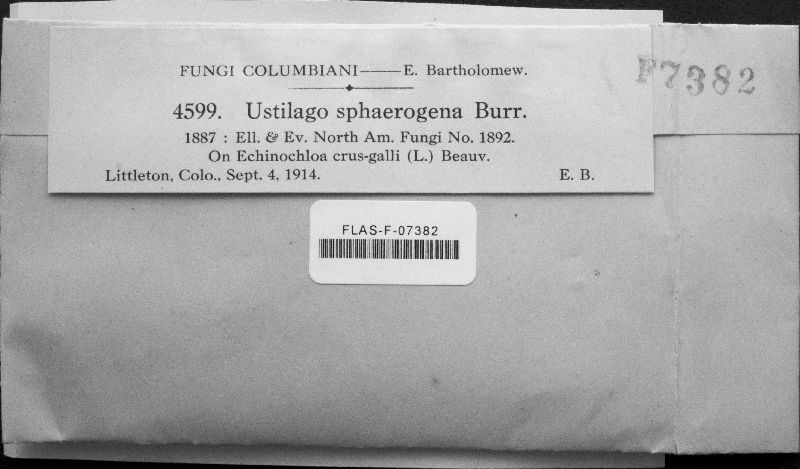 FUNGI COLUMBIANI——E. Bartholomew.
F7382
4599. Ustilago sphaerogena Burr.
1887 : Ell. & Ev. North Am. Fungi No. 1892.
On Echinochloa crus-galli (L.) Beauv.
Littleton, Colo., Sept. 4, 1914. E. B.
FLAS-F-07382